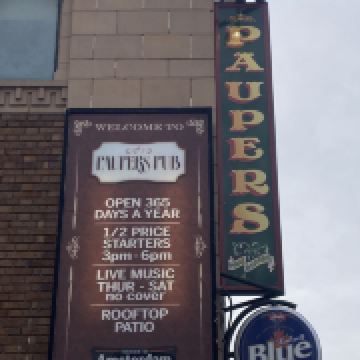 WELCOME TO
PAUPERS PUB
OPEN 365
DAYS A YEAR
1/2 PRICE
STARTERS
3pm-6pm
LIVE MUSIC
THUR - SAT
no cover
ROOFTOP
PATIO
Amsterdam
PAUPERS
Blue